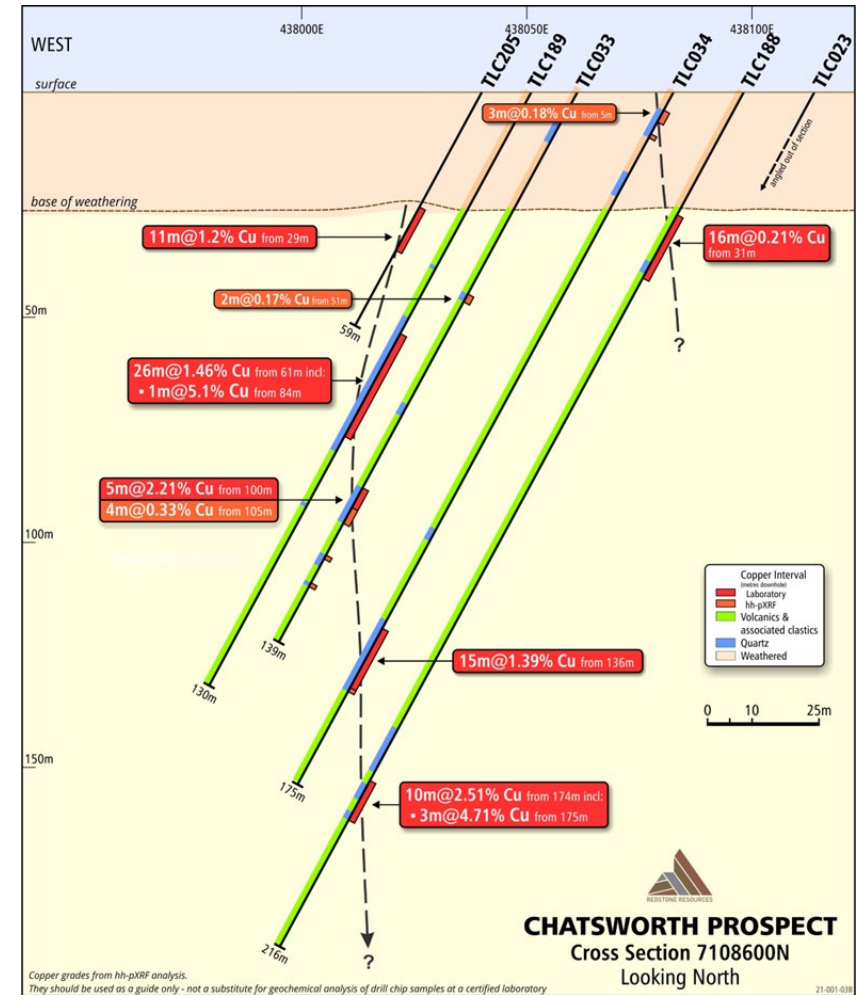 438000E
438050E
438100E
WEST
TLC205
TLC189
TLC033
TLC034
TLC188
TLC023
surface
3m@0.18% Cu from 5m
angled out of section
base of weathering
11m@1.2% Cu from 29m
16m@0.21% Cu
from 31m
2m@0.17% Cu from 51m
50m
59m
?
26m@1.46% Cu from 61m incl:
• 1m@5.1% Cu from 84m
5m@2.21% Cu from 100m
4m@0.33% Cu from 105m
100m
Copper Interval
(metres downhole)
Laboratory
hh-pXRF
Volcanics &
associated clastics
Quartz
Weathered
139m
130m
15m@1.39% Cu from 136m
0 10 25m
150m
175m
10m@2.51% Cu from 174m incl:
• 3m@4.71% Cu from 175m
REDSTONE RESOURCES
216m
?
CHATSWORTH PROSPECT
Cross Section 7108600N
Looking North
Copper grades from hh-pXRF analysis.
They should be used as a guide only - not a substitute for geochemical analysis of drill chip samples at a certified laboratory
21-001-03B